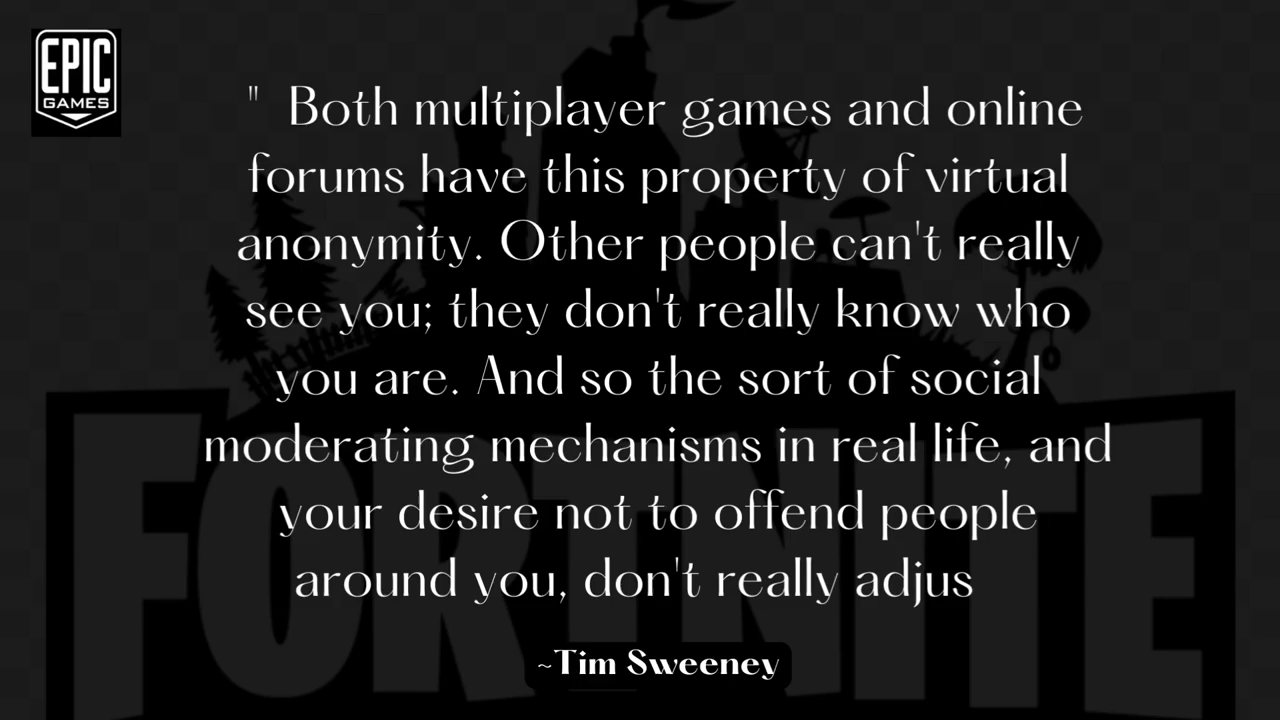 EPIC
GAMES
" Both multiplayer games and online
forums have this property of virtual
anonymity. Other people can't really
see you; they don't really know who
you are. And so the sort of social
moderating mechanisms in real life, and
your desire not to offend people
around you, don't really adjus
~Tim Sweeney
FORTNITE